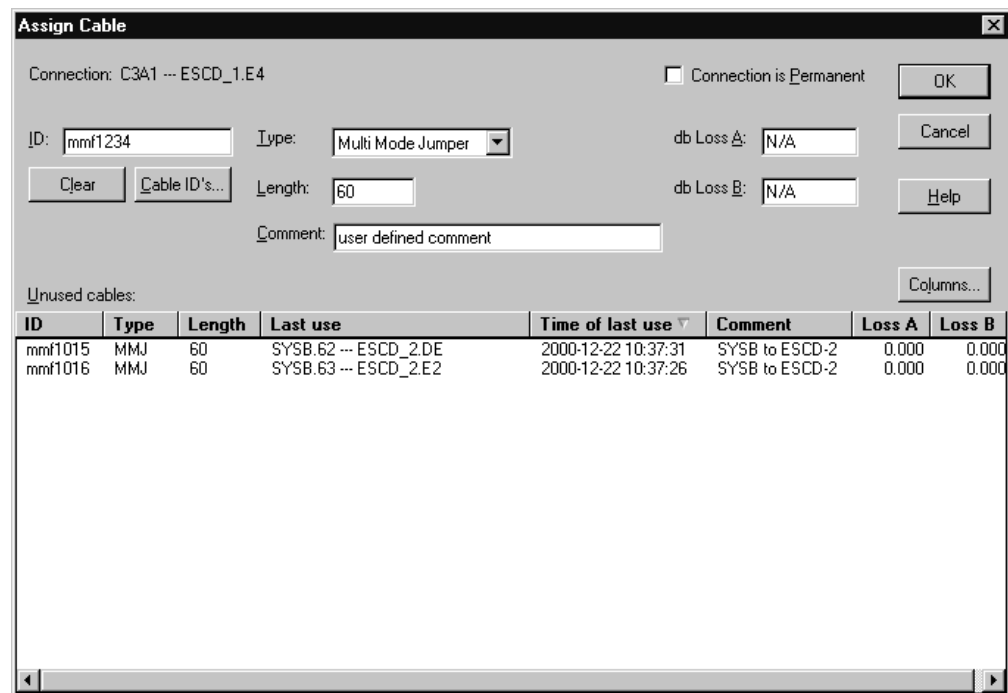 Assign Cable
Connection: C3A1 --- ESCD_1.E4
Connection is Permanent
OK
ID: mmf1234
Type: Multi Mode Jumper
db Loss A: N/A
Cancel
Clear
Cable ID's...
Length: 60
db Loss B: N/A
Help
Comment: user defined comment
Columns...
Unused cables:
ID Type Length Last use Time of last use Comment Loss A Loss B
mmf1015 MMJ 60 SYSB.62 --- ESCD_2.DE 2000-12-22 10:37:31 SYSB to ESCD-2 0.000 0.000
mmf1016 MMJ 60 SYSB.63 --- ESCD_2.E2 2000-12-22 10:37:26 SYSB to ESCD-2 0.000 0.000